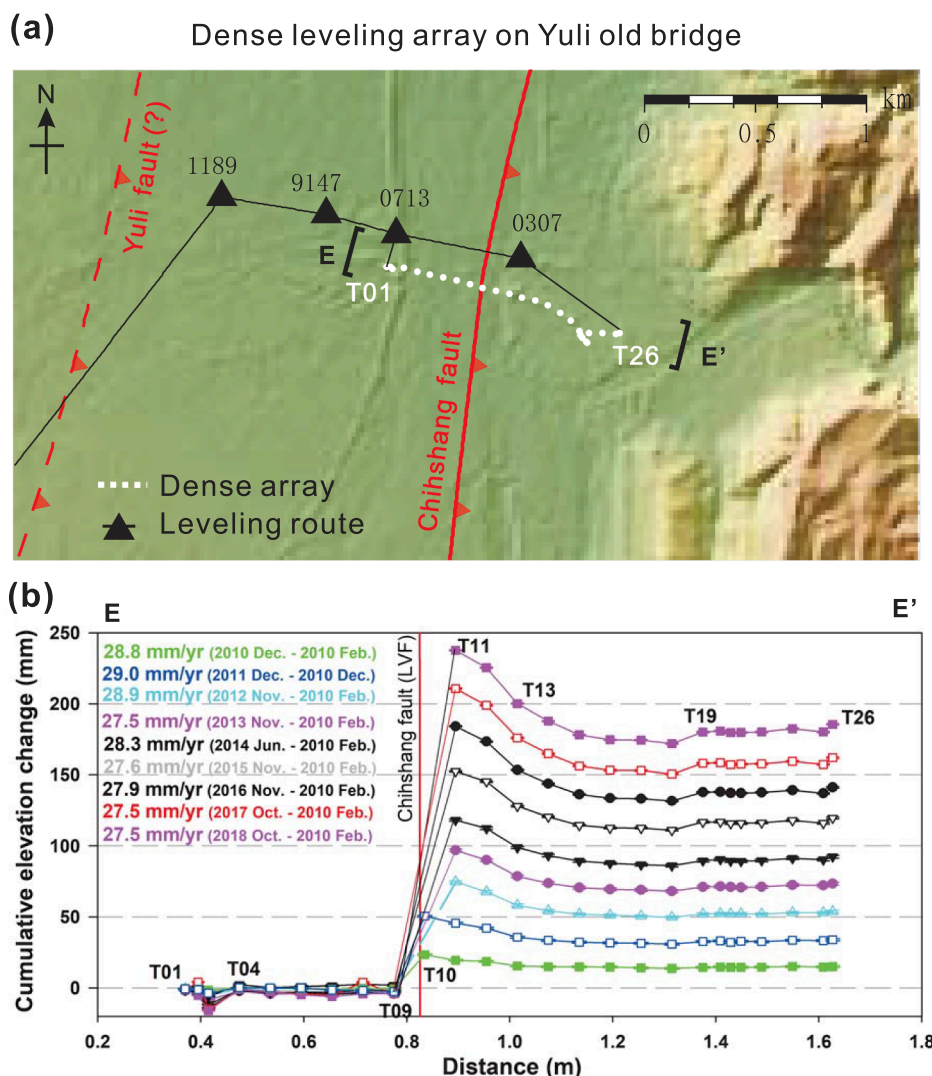 (a)
Dense leveling array on Yuli old bridge
N
km
0 0.5 1
Yuli fault (?)
1189
9147
0713
0307
E
T01
T26
E’
Chihshang fault
Dense array
Leveling route
(b)
E
E’
Cumulative elevation change (mm)
250
200
150
100
50
0
28.8 mm/yr (2010 Dec. - 2010 Feb.)
29.0 mm/yr (2011 Dec. - 2010 Dec.)
28.9 mm/yr (2012 Nov. - 2010 Feb.)
27.5 mm/yr (2013 Nov. - 2010 Feb.)
28.3 mm/yr (2014 Jun. - 2010 Feb.)
27.6 mm/yr (2015 Nov. - 2010 Feb.)
27.9 mm/yr (2016 Nov. - 2010 Feb.)
27.5 mm/yr (2017 Oct. - 2010 Feb.)
27.5 mm/yr (2018 Oct. - 2010 Feb.)
Chihshang fault (LVF)
T11
T13
T19
T26
T01
T04
T09
T10
0.2 0.4 0.6 0.8 1.0 1.2 1.4 1.6 1.8
Distance (m)